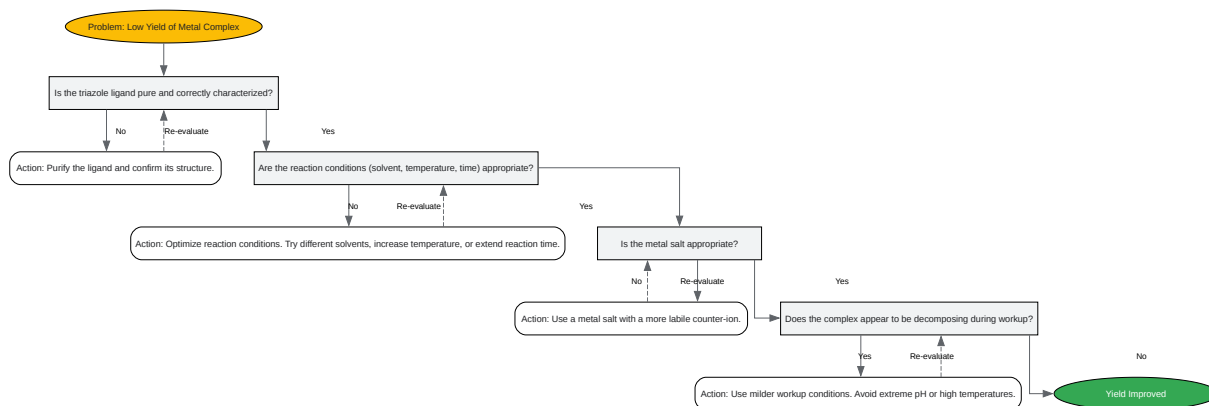 Problem: Low Yield of Metal Complex
Is the triazole ligand pure and correctly characterized?
No
Re-evaluate
Yes
Action: Purify the ligand and confirm its structure.
Are the reaction conditions (solvent, temperature, time) appropriate?
No
Re-evaluate
Yes
Action: Optimize reaction conditions. Try different solvents, increase temperature, or extend reaction time.
Is the metal salt appropriate?
No
Re-evaluate
Yes
Action: Use a metal salt with a more labile counter-ion.
Does the complex appear to be decomposing during workup?
Yes
Re-evaluate
No
Action: Use milder workup conditions. Avoid extreme pH or high temperatures.
Yield Improved